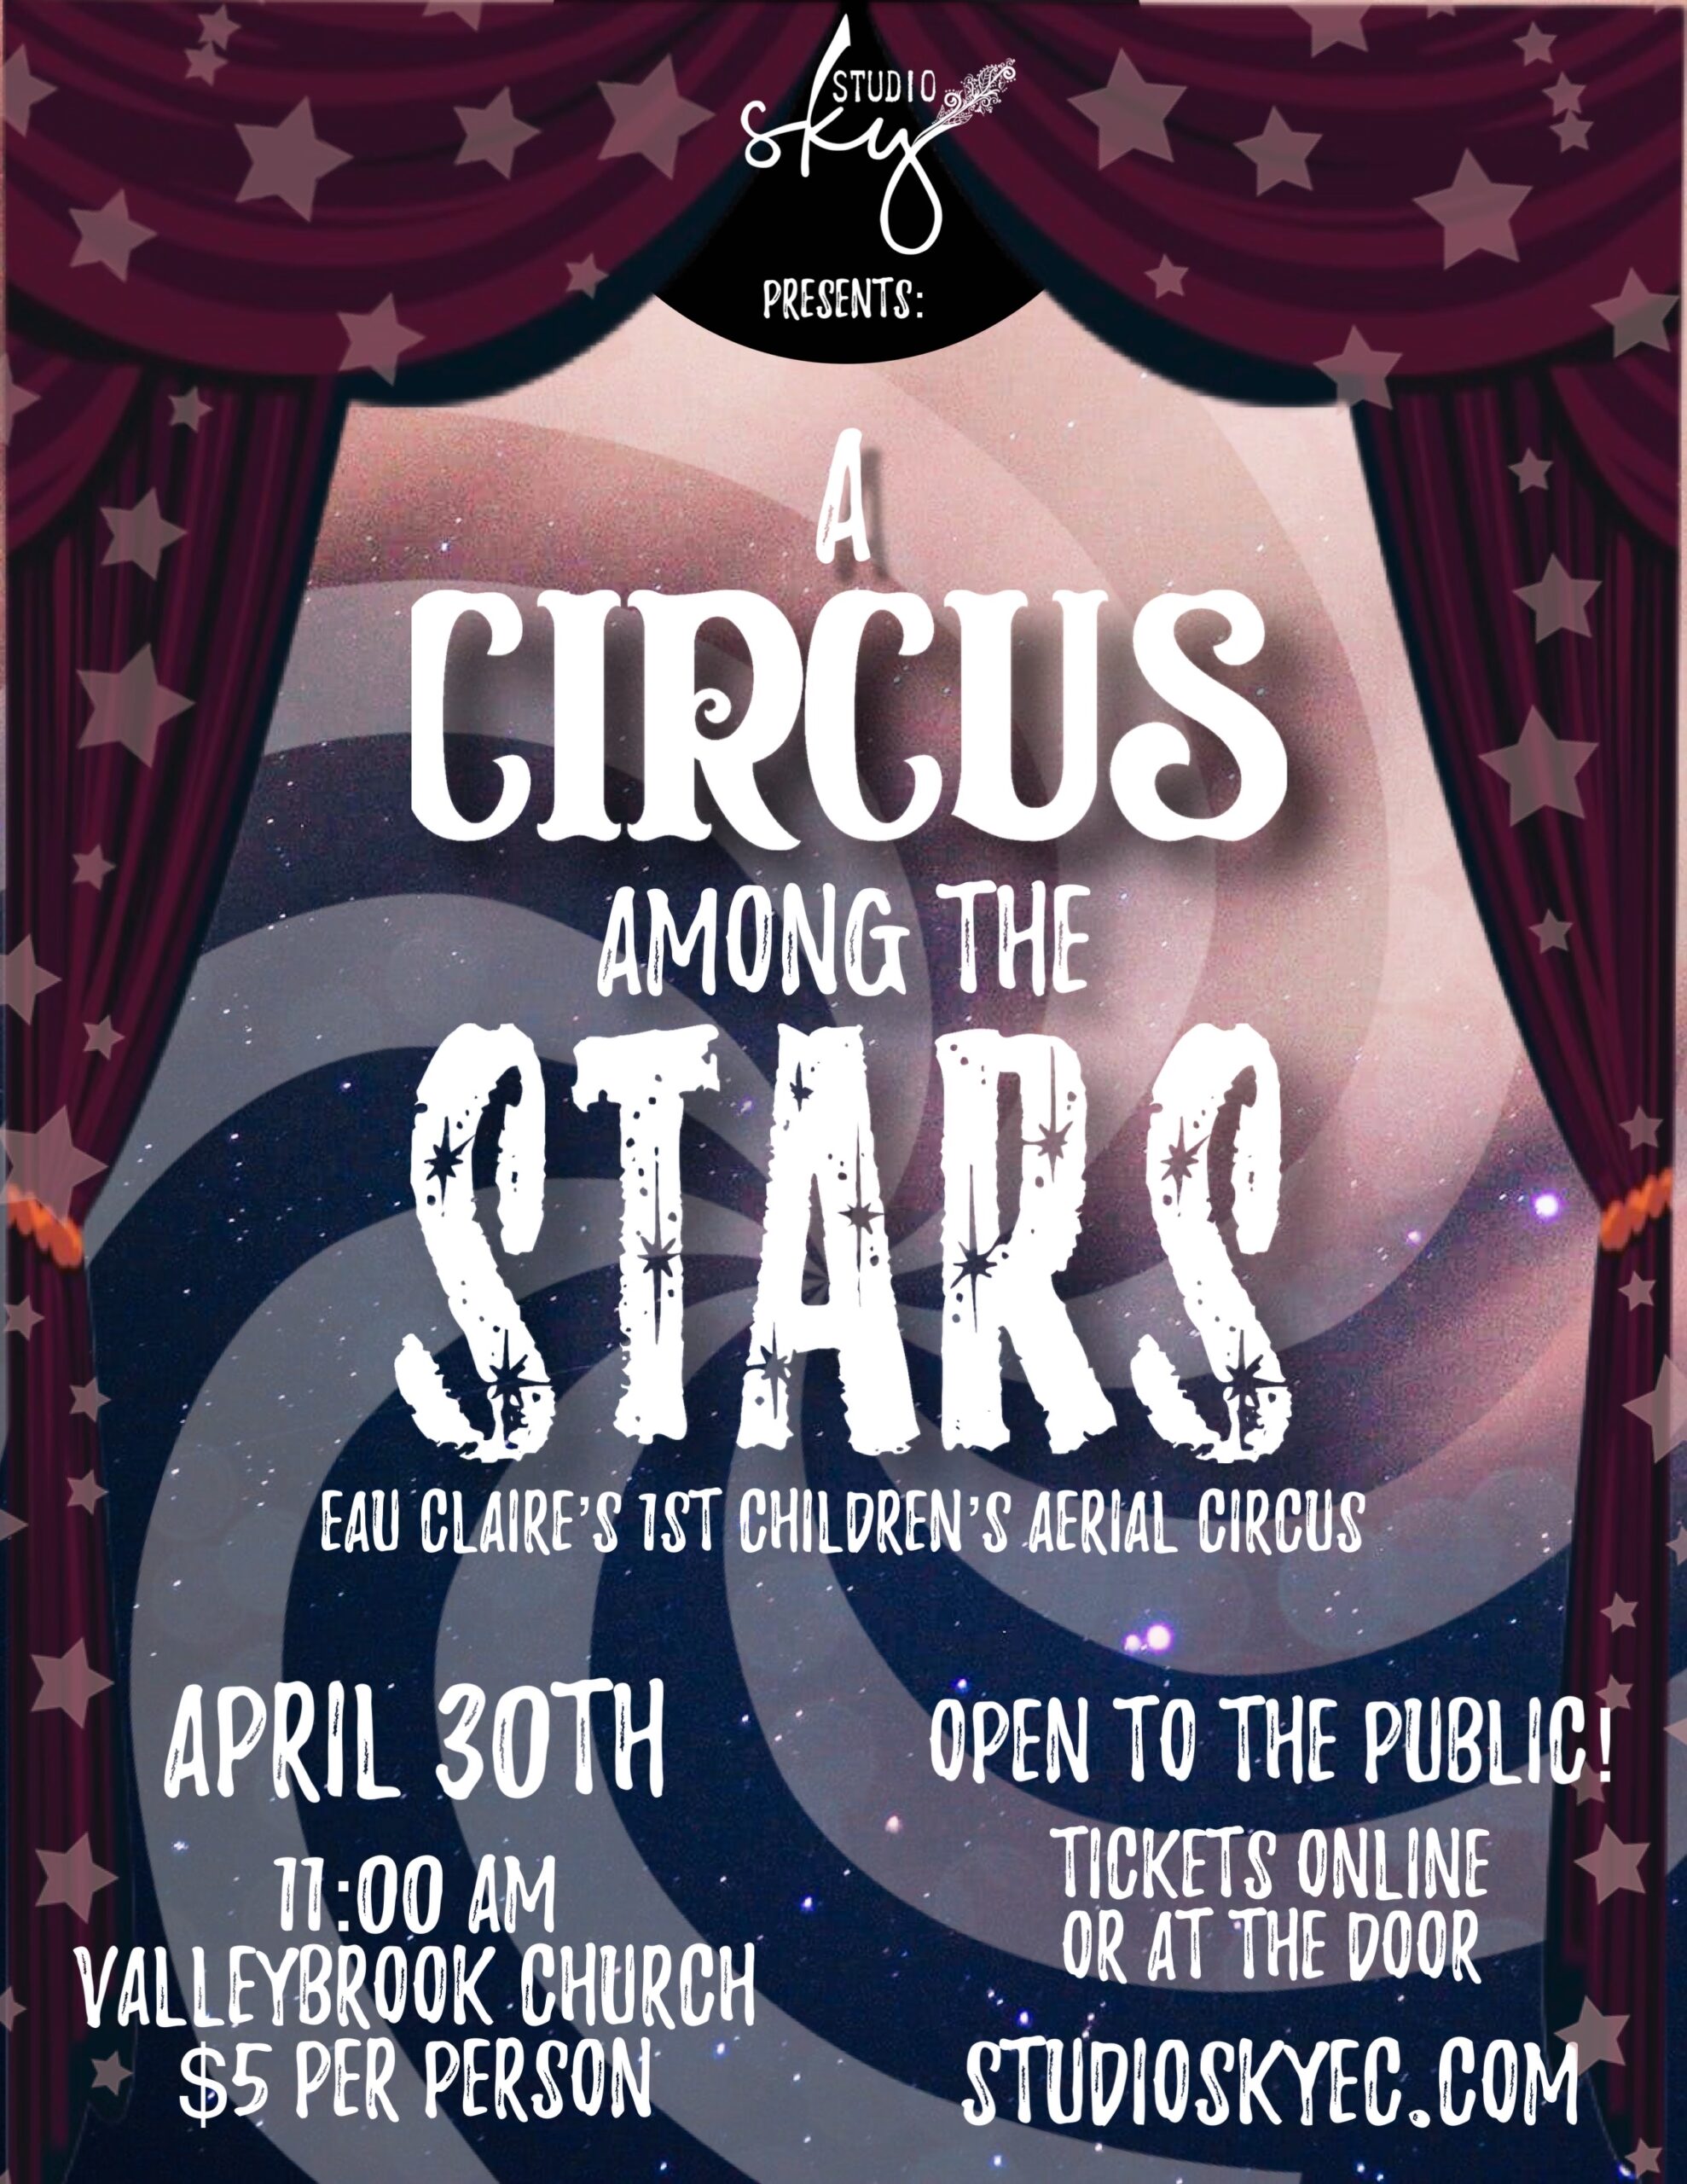 STUDIO
sky
PRESENTS:
A
CIRCUS
AMONG THE
STARS
EAU CLAIRE'S 1ST CHILDREN'S AERIAL CIRCUS
APRIL 30TH
11:00 AM
VALLEYBROOK CHURCH
$5 PER PERSON
OPEN TO THE PUBLIC!
TICKETS ONLINE
OR AT THE DOOR
STUDIOSKYEC.COM